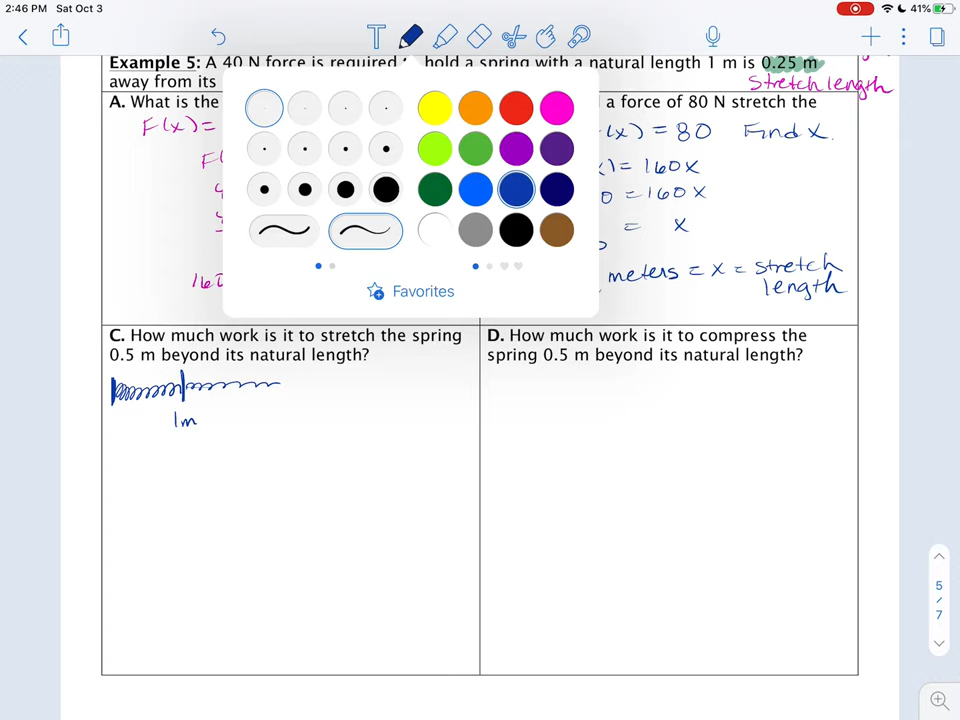 2:46 PM Sat Oct 3
41%
T
Example 5: A 40 N force is required hold a spring with a natural length 1 m is 0.25 m
away from its
Stretch length
A. What is the
a force of 80 N stretch the
F(x) =
(x) = 80 Find x.
) = 160x
0 = 160x
= x
meters = x = stretch
length
160
Favorites
C. How much work is it to stretch the spring
0.5 m beyond its natural length?
1m
D. How much work is it to compress the
spring 0.5 m beyond its natural length?
5
/
7